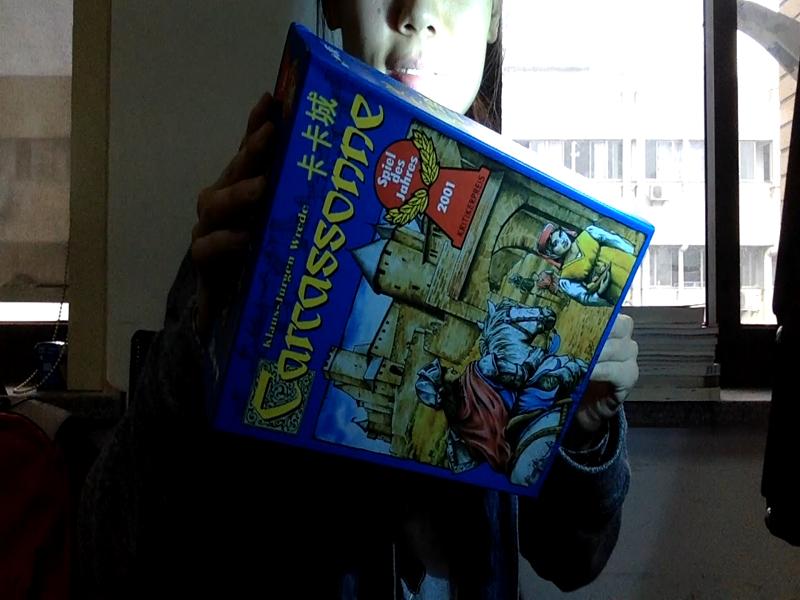 卡卡城
Carcassonne
Klaus-Jürgen Wrede
Spiel
des
Jahres
2001
KRITIKERPREIS